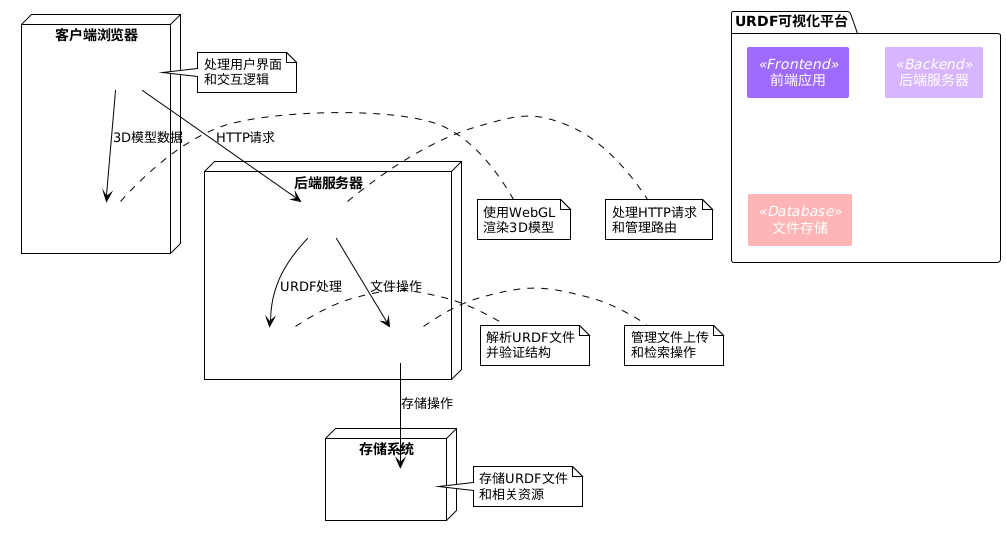 客户端浏览器
处理用户界面
和交互逻辑
3D模型数据
HTTP请求
后端服务器
使用WebGL
渲染3D模型
处理HTTP请求
和管理路由
URDF处理
文件操作
解析URDF文件
并验证结构
管理文件上传
和检索操作
存储操作
存储系统
存储URDF文件
和相关资源
URDF可视化平台
«Frontend»
前端应用
«Backend»
后端服务器
«Database»
文件存储